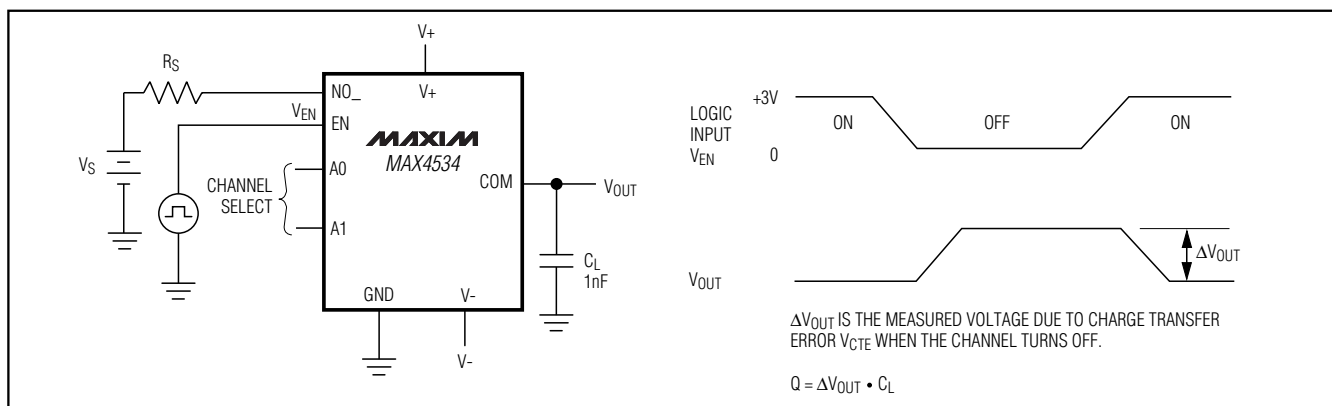 V+
RS
NO_
V+
VEN
EN
MAXIM
MAX4534
VS
A0
CHANNEL
SELECT
COM
VOUT
A1
CL
1nF
GND
V-
V-
+3V
LOGIC
INPUT
VEN
0
ON
OFF
ON
VOUT
ΔVOUT
ΔVOUT IS THE MEASURED VOLTAGE DUE TO CHARGE TRANSFER
ERROR VCTE WHEN THE CHANNEL TURNS OFF.
Q = ΔVOUT • CL